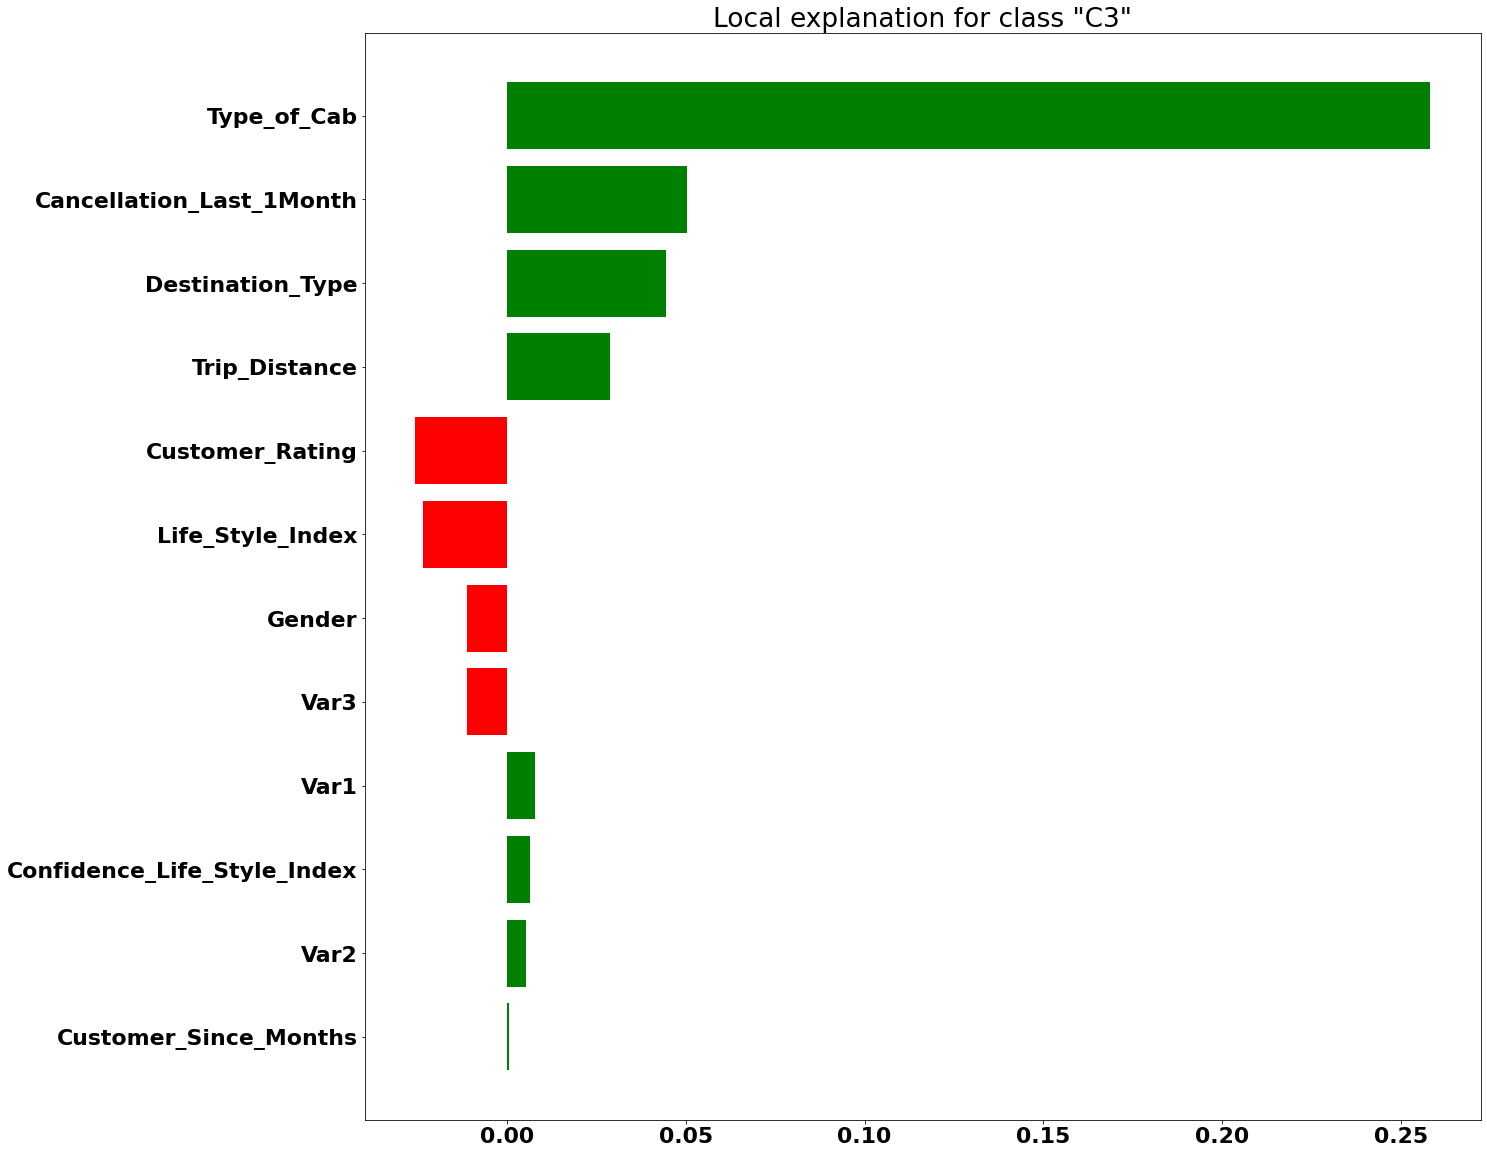 Local explanation for class "C3"
Type_of_Cab
Cancellation_Last_1Month
Destination_Type
Trip_Distance
Customer_Rating
Life_Style_Index
Gender
Var3
Var1
Confidence_Life_Style_Index
Var2
Customer_Since_Months
0.00 0.05 0.10 0.15 0.20 0.25